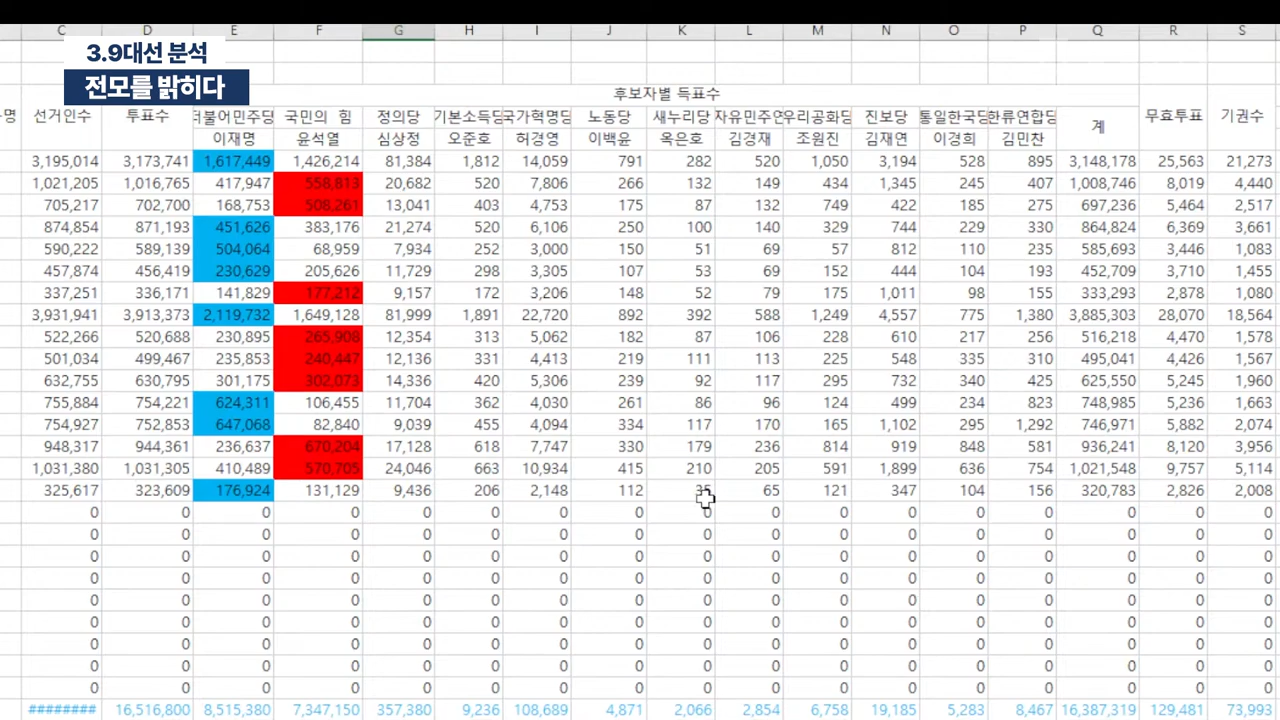 C D E F G H I J K L M N O P Q R S
3.9대선 분석
전모를 밝히다
후보자별 득표수
명 선거인수 투표수 더불어민주당 국민의 힘 정의당 기본소득당 국가혁명당 노동당 새누리당 자유민주연 우리공화당 진보당 통일한국당 한류연합당 계 무효투표 기권수
이재명 윤석열 심상정 오준호 허경영 이백윤 옥은호 김경재 조원진 김재연 이경희 김민찬
3,195,014 3,173,741 1,617,449 1,426,214 81,384 1,812 14,059 791 282 520 1,050 3,194 528 895 3,148,178 25,563 21,273
1,021,205 1,016,765 417,947 558,813 20,682 520 7,806 266 132 149 434 1,345 245 407 1,008,746 8,019 4,440
705,217 702,700 168,753 508,261 13,041 403 4,753 175 87 132 749 422 185 275 697,236 5,464 2,517
874,854 871,193 451,626 383,176 21,274 520 6,106 250 100 140 329 744 229 330 864,824 6,369 3,661
590,222 589,139 504,064 68,959 7,934 252 3,000 150 51 69 57 812 110 235 585,693 3,446 1,083
457,874 456,419 230,629 205,626 11,729 298 3,305 107 53 69 152 444 104 193 452,709 3,710 1,455
337,251 336,171 141,829 177,212 9,157 172 3,206 148 52 79 175 1,011 98 155 333,293 2,878 1,080
3,931,941 3,913,373 2,119,732 1,649,128 81,999 1,891 22,720 892 392 588 1,249 4,557 775 1,380 3,885,303 28,070 18,564
522,266 520,688 230,895 265,908 12,354 313 5,062 182 87 106 228 610 217 256 516,218 4,470 1,578
501,034 499,467 235,853 240,447 12,136 331 4,413 219 111 113 225 548 335 310 495,041 4,426 1,567
632,755 630,795 301,175 302,073 14,336 420 5,306 239 92 117 295 732 340 425 625,550 5,245 1,960
755,884 754,221 624,311 106,455 11,704 362 4,030 261 86 96 124 499 234 823 748,985 5,236 1,663
754,927 752,853 647,068 82,840 9,039 455 4,094 334 117 170 165 1,102 295 1,292 746,971 5,882 2,074
948,317 944,361 236,637 670,204 17,128 618 7,747 330 179 236 814 919 848 581 936,241 8,120 3,956
1,031,380 1,031,305 410,489 570,705 24,046 663 10,934 415 210 200 591 1,899 636 754 1,021,548 9,757 5,114
325,617 323,609 176,924 131,129 9,436 206 2,148 112 65 121 347 104 156 320,783 2,826 2,008
0 0 0 0 0 0 0 0 0 0 0 0 0 0 0 0 0
0 0 0 0 0 0 0 0 0 0 0 0 0 0 0 0 0
0 0 0 0 0 0 0 0 0 0 0 0 0 0 0 0 0
0 0 0 0 0 0 0 0 0 0 0 0 0 0 0 0 0
0 0 0 0 0 0 0 0 0 0 0 0 0 0 0 0 0
0 0 0 0 0 0 0 0 0 0 0 0 0 0 0 0 0
0 0 0 0 0 0 0 0 0 0 0 0 0 0 0 0 0
0 0 0 0 0 0 0 0 0 0 0 0 0 0 0 0 0
0 0 0 0 0 0 0 0 0 0 0 0 0 0 0 0 0
######## 16,516,800 8,515,380 7,347,150 357,380 9,236 108,689 4,871 2,066 2,854 6,758 19,185 5,283 8,467 16,387,319 129,481 73,993